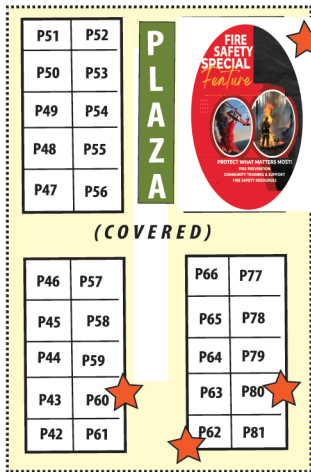 P51 P52
P50 P53
P49 P54
P48 P55
P47 P56
PLAZA
FIRE
SAFETY
SPECIAL
Feature
PROTECT WHAT MATTERS MOST!
FIRE PREVENTION
COMMUNITY TRAINING & SUPPORT
FIRE SAFETY RESOURCES
(COVERED)
P46 P57
P45 P58
P44 P59
P43 P60
P42 P61
P66 P77
P65 P78
P64 P79
P63 P80
P62 P81